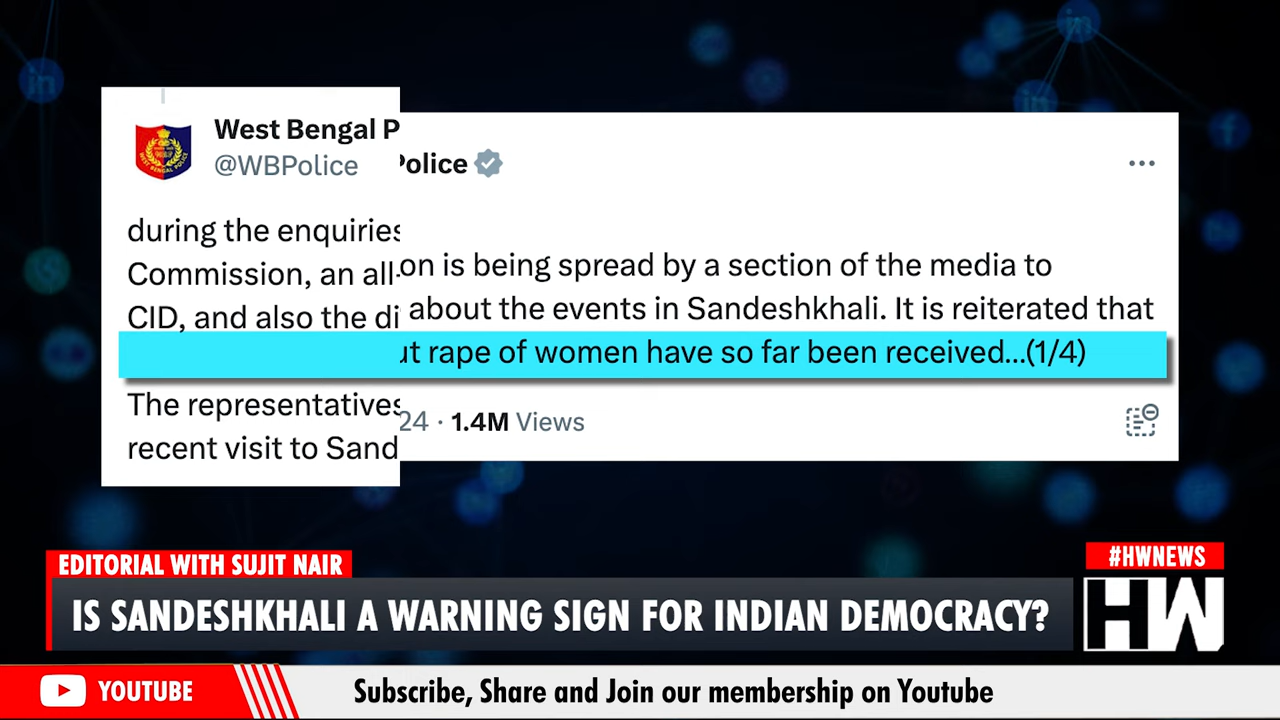 West Bengal P
@WBPolice
during the enquiries
Commission, an all-
CID, and also the di
The representatives
recent visit to Sand
Police
on is being spread by a section of the media to
about the events in Sandeshkhali. It is reiterated that
ut rape of women have so far been received...(1/4)
24 · 1.4M Views
EDITORIAL WITH SUJIT NAIR
IS SANDESHKHALI A WARNING SIGN FOR INDIAN DEMOCRACY?
#HWNEWS
HW
YOUTUBE
Subscribe, Share and Join our membership on Youtube